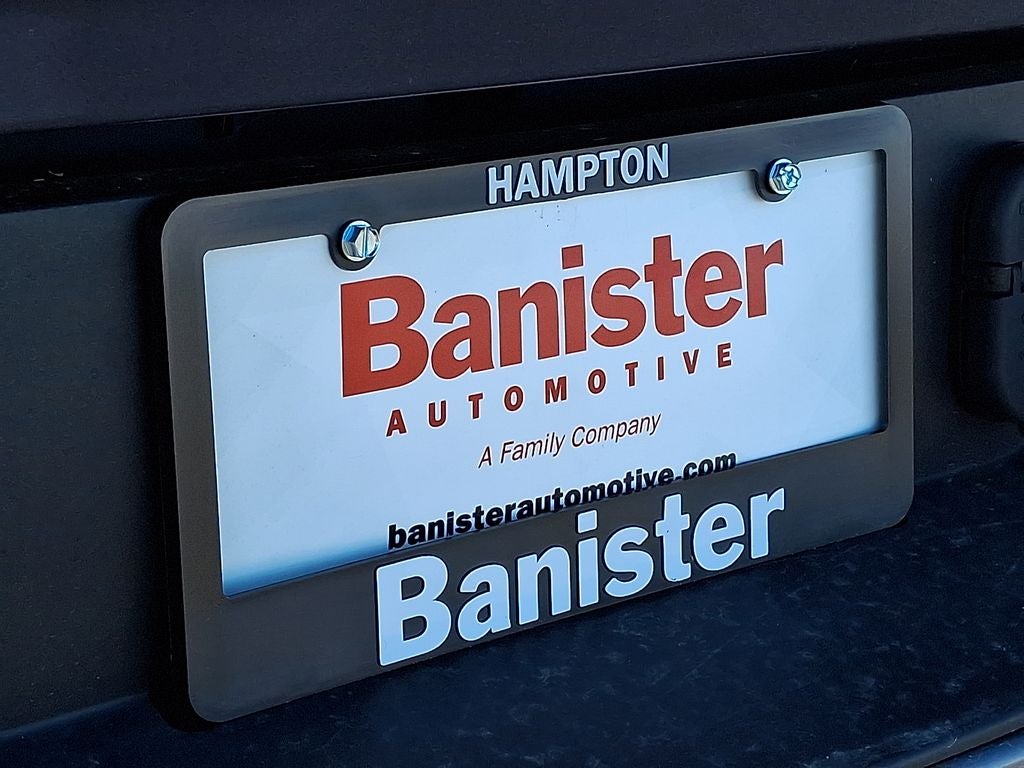 HAMPTON
Banister
AUTOMOTIVE
A Family Company
banisterautomotive.com
Banister